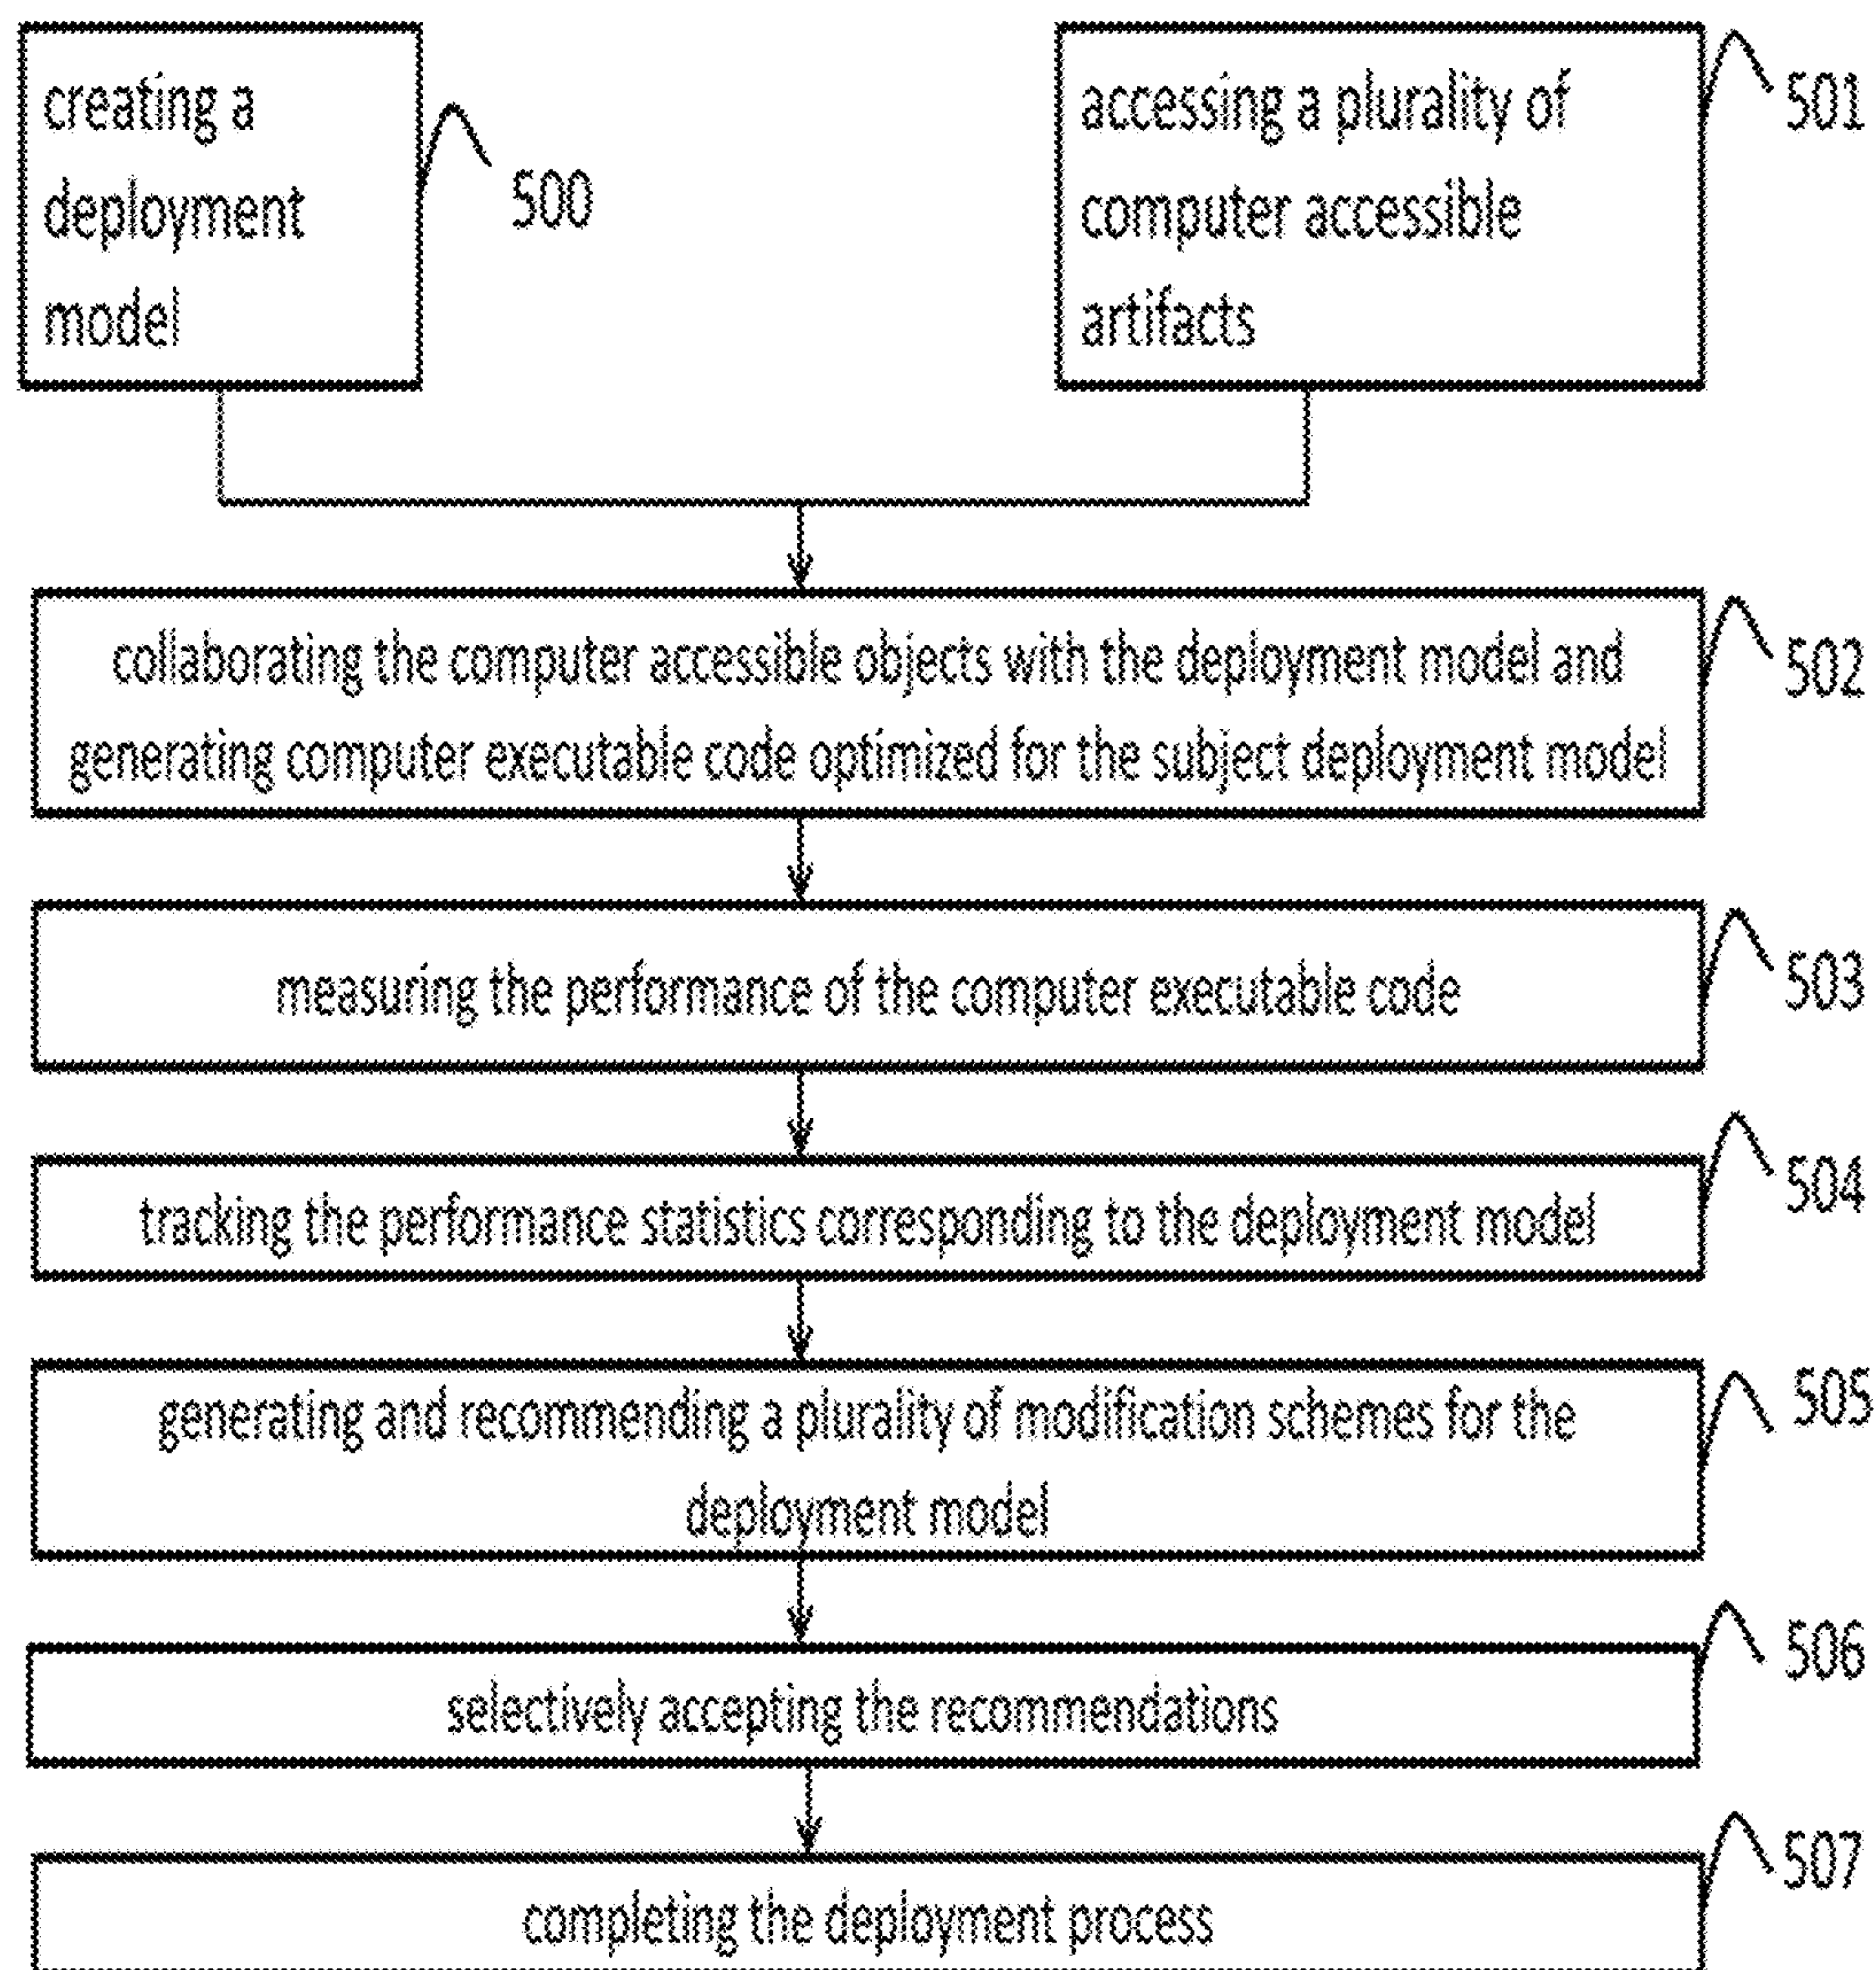 creating a
deployment
model
500
accessing a plurality of
computer accessible
artifacts
501
collaborating the computer accessible objects with the deployment model and
generating computer executable code optimized for the subject deployment model
502
measuring the performance of the computer executable code
503
tracking the performance statistics corresponding to the deployment model
504
generating and recommending a plurality of modification schemes for the
deployment model
505
selectively accepting the recommendations
506
completing the deployment process
507